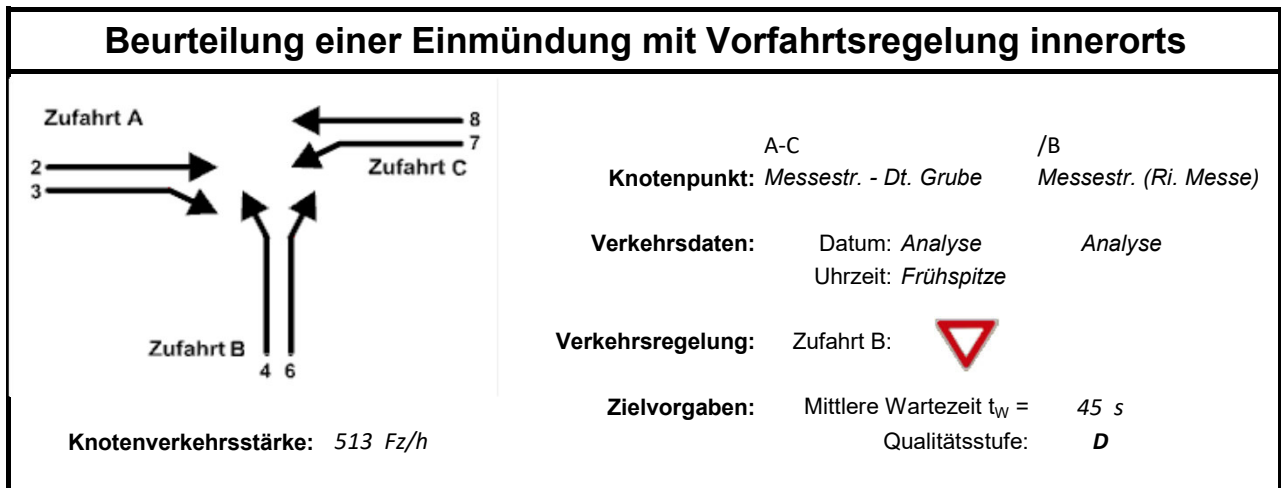 Beurteilung einer Einmündung mit Vorfahrtsregelung innerorts
Zufahrt A
8
7
Zufahrt C
2
3
Zufahrt B
4 6
Knotenverkehrsstärke: 513 Fz/h
A-C /B
Knotenpunkt: Messestr. - Dt. Grube Messestr. (Ri. Messe)
Verkehrsdaten: Datum: Analyse Analyse
Uhrzeit: Frühspitze
Verkehrsregelung: Zufahrt B:
Zielvorgaben: Mittlere Wartezeit tW = 45 s
Qualitätsstufe: D